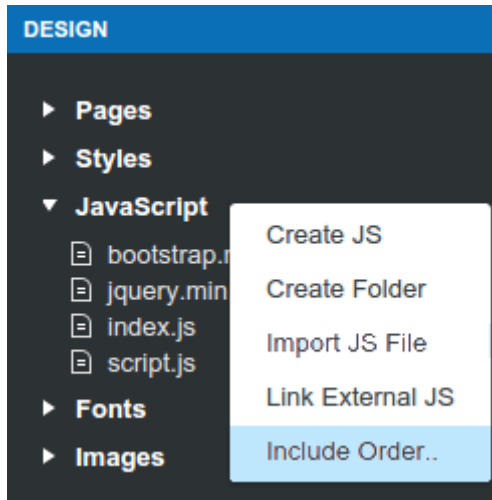 DESIGN
Pages
Styles
JavaScript
bootstrap.
jquery.min
index.js
script.js
Fonts
Images
Create JS
Create Folder
Import JS File
Link External JS
Include Order..